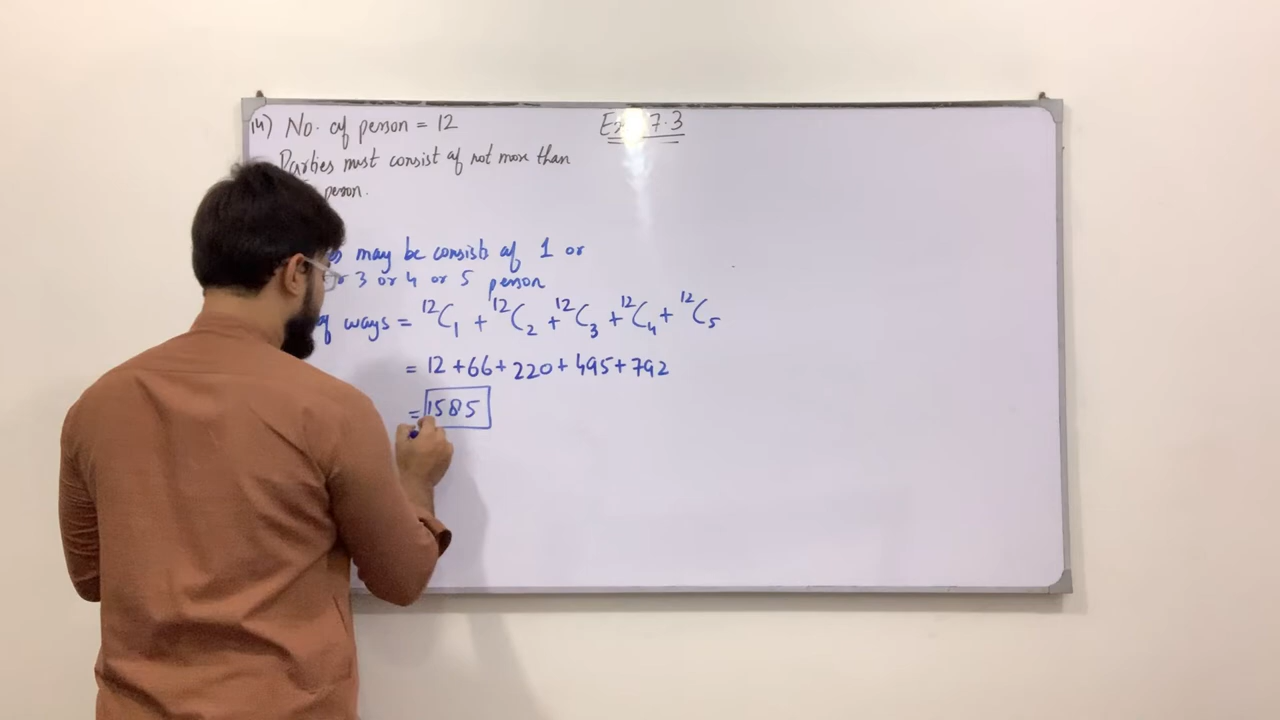 14) No. of person = 12
Ex 7.3
Parties must consist of not more than
person.
may be consists of 1 or
3 or 4 or 5 person
of ways = ¹²C₁ + ¹²C₂ + ¹²C₃ + ¹²C₄ + ¹²C₅
= 12 + 66 + 220 + 495 + 792
= 1585